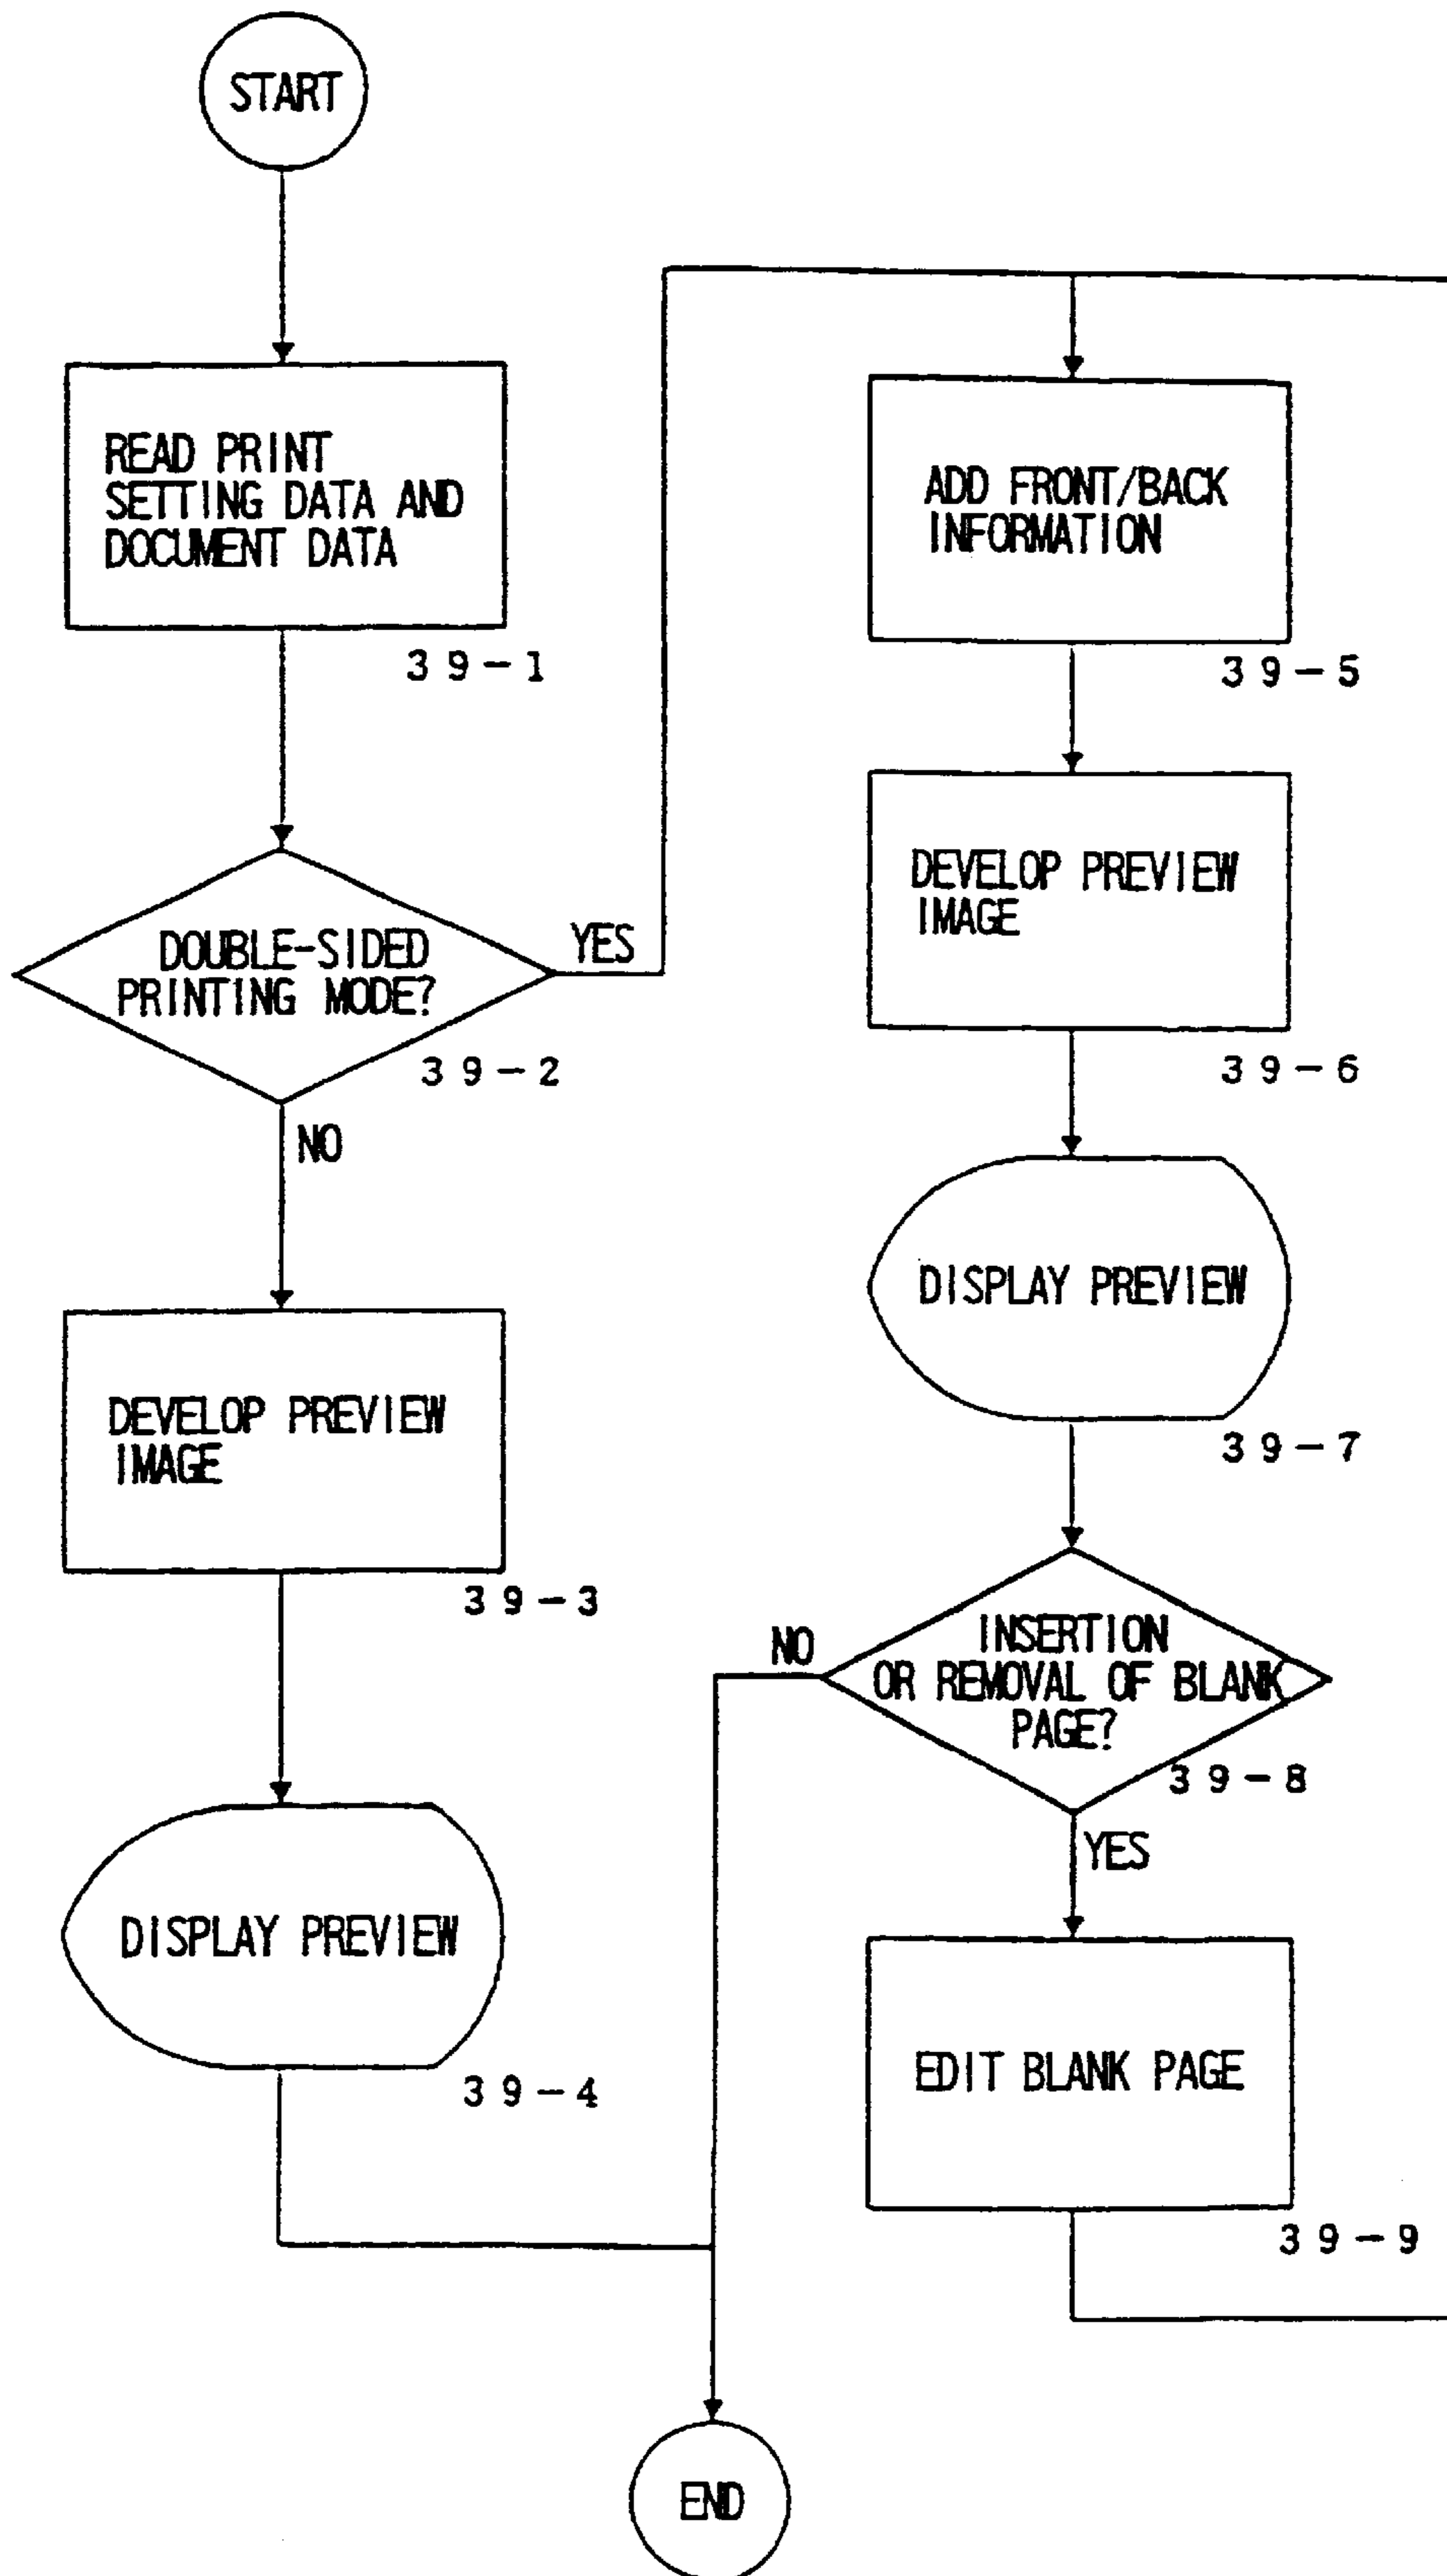 START
READ PRINT
SETTING DATA AND
DOCUMENT DATA
39-1
DOUBLE-SIDED
PRINTING MODE?
YES
39-2
NO
DEVELOP PREVIEW
IMAGE
39-3
DISPLAY PREVIEW
39-4
ADD FRONT/BACK
INFORMATION
39-5
DEVELOP PREVIEW
IMAGE
39-6
DISPLAY PREVIEW
39-7
INSERTION
OR REMOVAL OF BLANK
PAGE?
NO
39-8
YES
EDIT BLANK PAGE
39-9
END